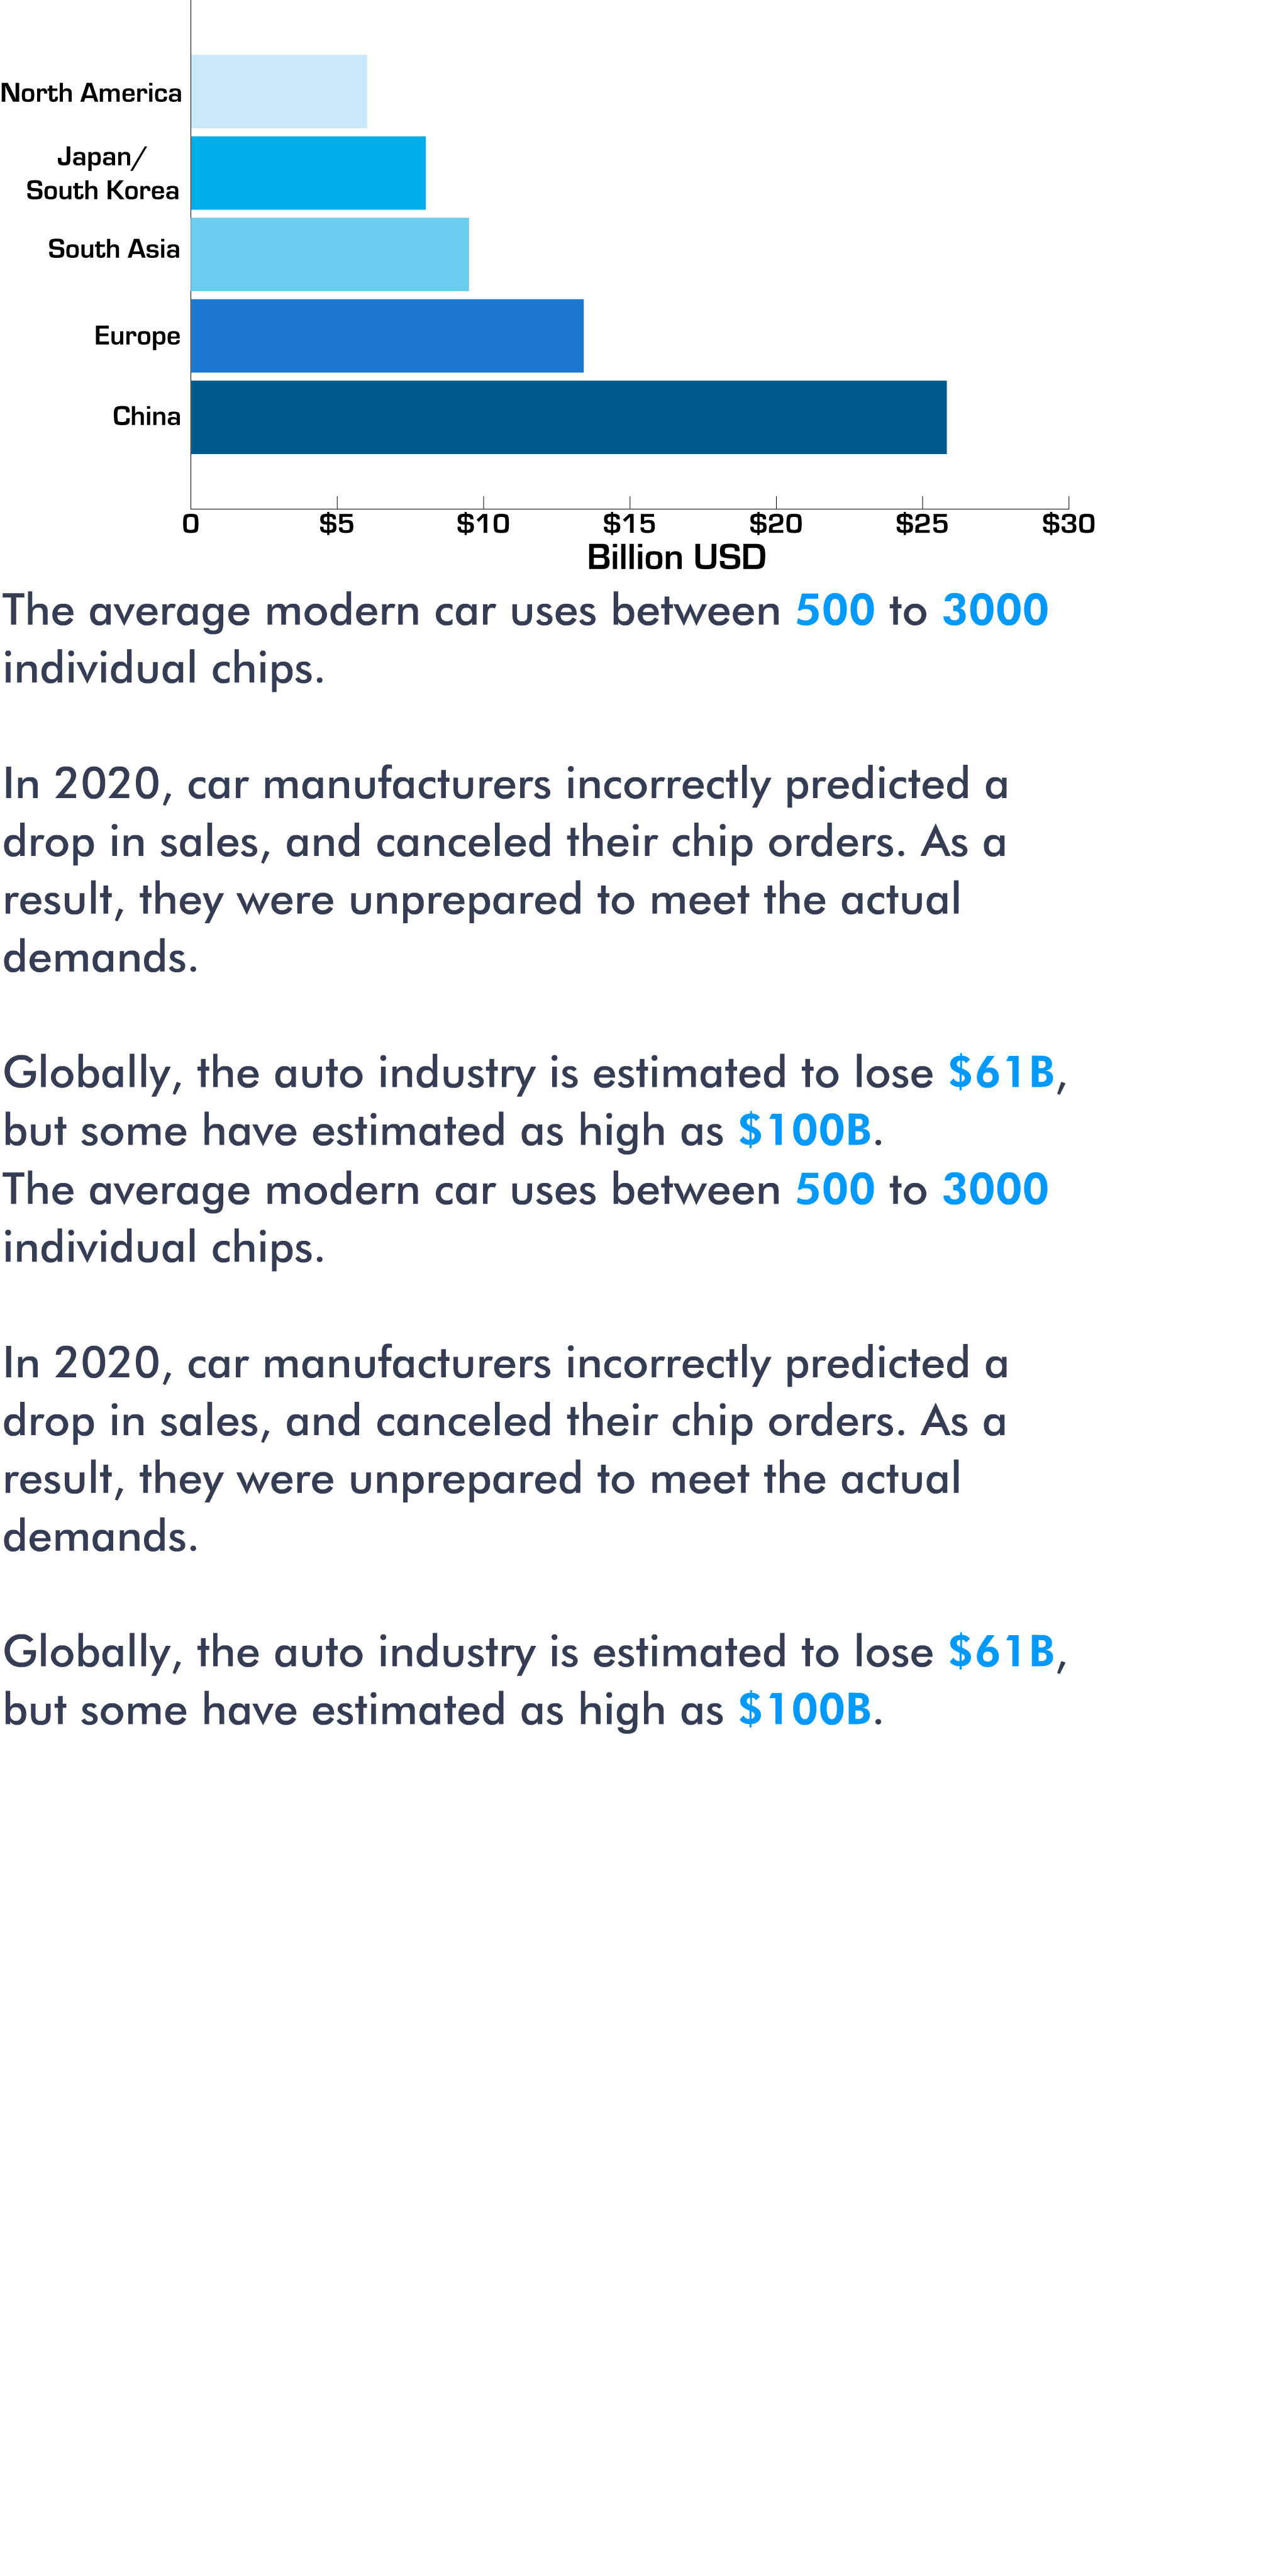 North America
Japan/
South Korea
South Asia
Europe
China
0 $5 $10 $15 $20 $25 $30
Billion USD
The average modern car uses between 500 to 3000
individual chips.
In 2020, car manufacturers incorrectly predicted a
drop in sales, and canceled their chip orders. As a
result, they were unprepared to meet the actual
demands.
Globally, the auto industry is estimated to lose $61B,
but some have estimated as high as $100B.
The average modern car uses between 500 to 3000
individual chips.
In 2020, car manufacturers incorrectly predicted a
drop in sales, and canceled their chip orders. As a
result, they were unprepared to meet the actual
demands.
Globally, the auto industry is estimated to lose $61B,
but some have estimated as high as $100B.